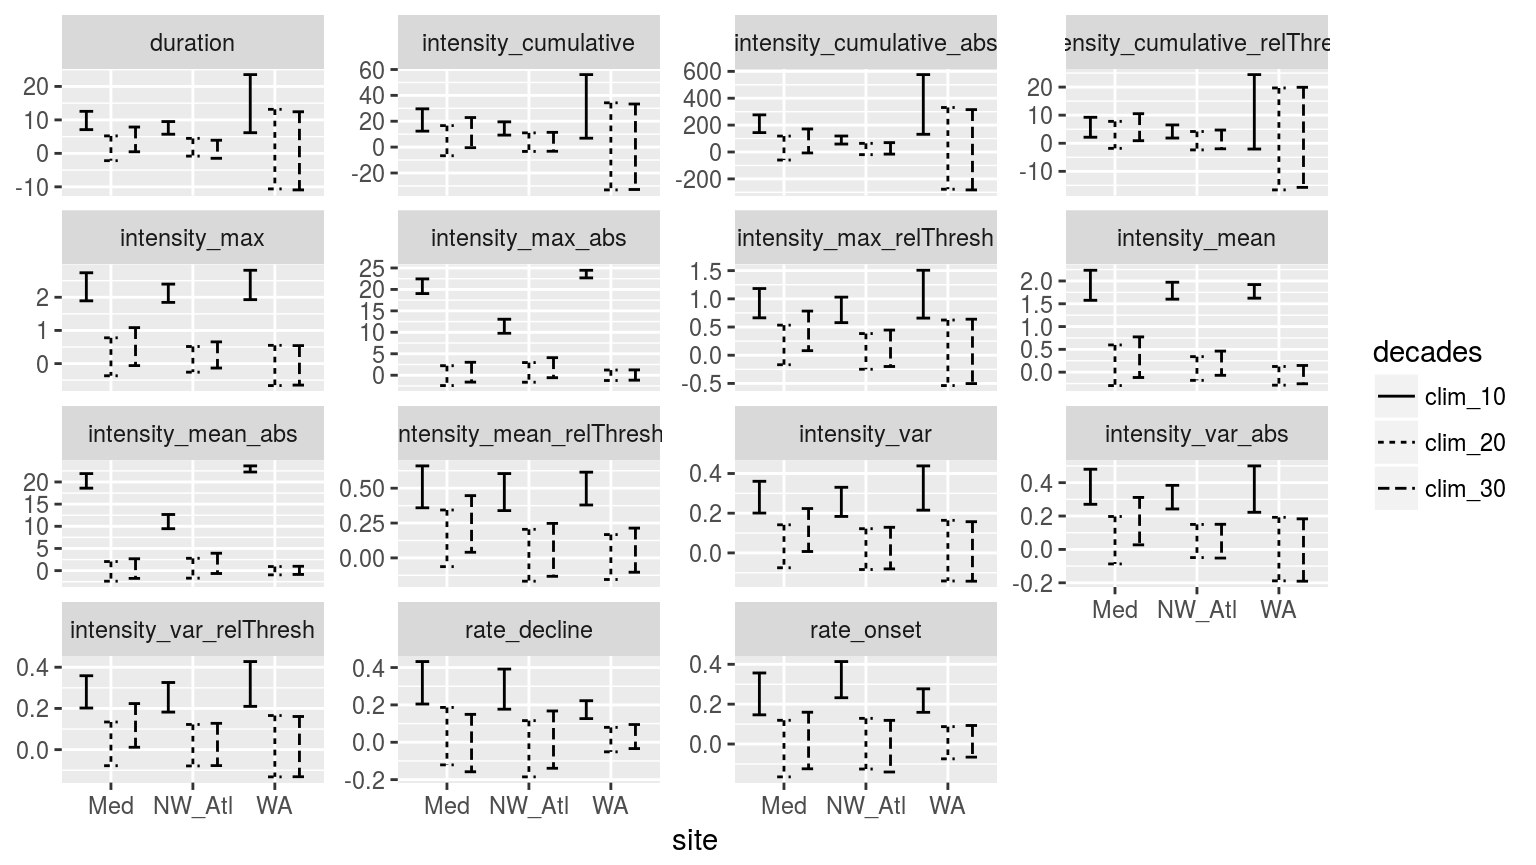 duration
intensity_cumulative
intensity_cumulative_abs
ensity_cumulative_relThre
20
10
0
-10
60
40
20
0
-20
600
400
200
0
-200
20
10
0
-10
intensity_max
intensity_max_abs
intensity_max_relThresh
intensity_mean
2
1
0
25
20
15
10
5
0
1.5
1.0
0.5
0.0
-0.5
2.0
1.5
1.0
0.5
0.0
decades
clim_10
clim_20
clim_30
intensity_mean_abs
ntensity_mean_relThresh
intensity_var
intensity_var_abs
20
15
10
5
0
0.50
0.25
0.00
0.4
0.2
0.0
0.4
0.2
0.0
-0.2
Med NW_Atl WA
intensity_var_relThresh
rate_decline
rate_onset
0.4
0.2
0.0
0.4
0.2
0.0
-0.2
0.4
0.2
0.0
Med NW_Atl WA
Med NW_Atl WA
Med NW_Atl WA
site